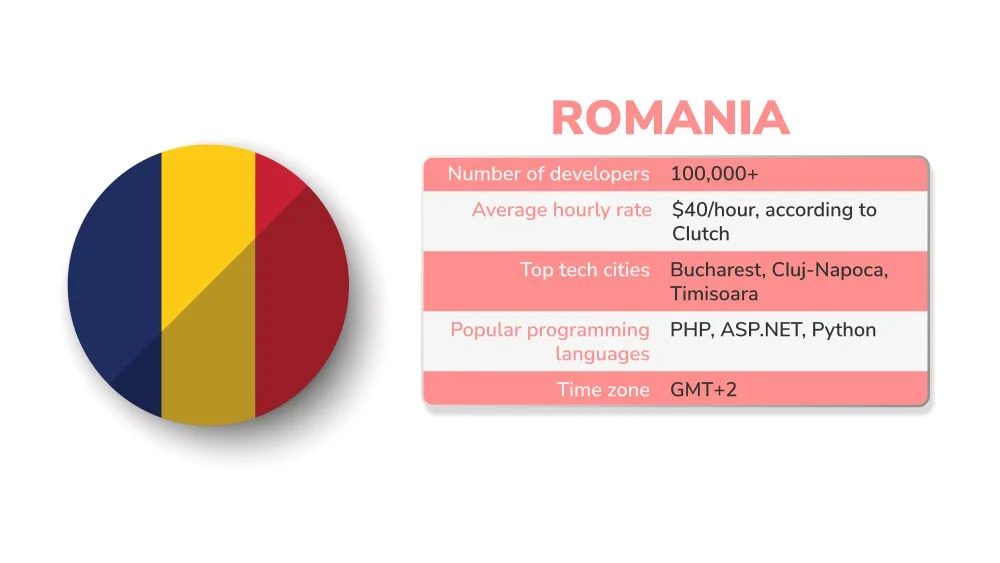 ROMANIA
Number of developers 100,000+
Average hourly rate $40/hour, according to
Clutch
Top tech cities Bucharest, Cluj-Napoca,
Timisoara
Popular programming PHP, ASP.NET, Python
languages
Time zone GMT+2